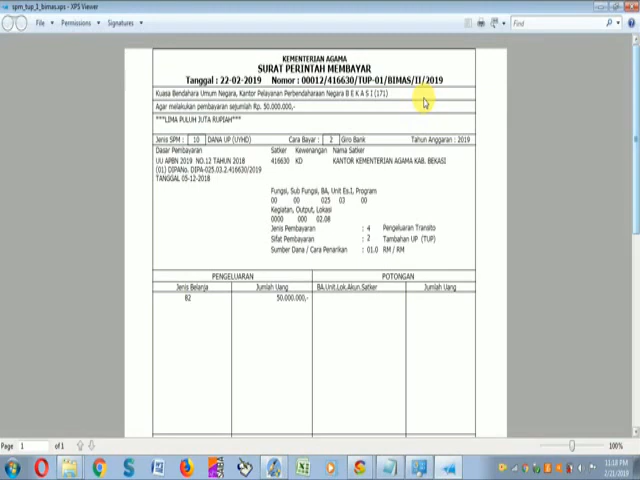 spm_tup_1_bimas.xps - XPS Viewer
File Permissions Signatures Find
KEMENTERIAN AGAMA
SURAT PERINTAH MEMBAYAR
Tanggal : 22-02-2019 Nomor : 00012/416630/TUP-01/BIMAS/II/2019
Kuasa Bendahara Umum Negara, Kantor Pelayanan Perbendaharaan Negara B E K A S I (171)
Agar melakukan pembayaran sejumlah Rp. 50.000.000,-
***LIMA PULUH JUTA RUPIAH***
Jenis SPM : 10 DANA UP (UYHD) Cara Bayar : 2 Giro Bank Tahun Anggaran : 2019
Dasar Pembayaran Satker Kewenangan Nama Satker
UU APBN 2019 NO.12 TAHUN 2018 416630 KD KANTOR KEMENTERIAN AGAMA KAB. BEKASI
(01) DIPANo. DIPA-025.03.2.416630/2019
TANGGAL 05-12-2018
Fungsi, Sub Fungsi, BA, Unit Es.I, Program
00 00 025 03 00
Kegiatan, Output, Lokasi
0000 000 02.08
Jenis Pembayaran : 4 Pengeluaran Transito
Sifat Pembayaran : 2 Tambahan UP (TUP)
Sumber Dana / Cara Penarikan : 01.0 RM / RM
PENGELUARAN POTONGAN
Jenis Belanja Jumlah Uang BA.Unit.Lok.Akun.Satker Jumlah Uang
82 50.000.000,-
Page 1 of 1 100%
11:18 PM
2/21/2019